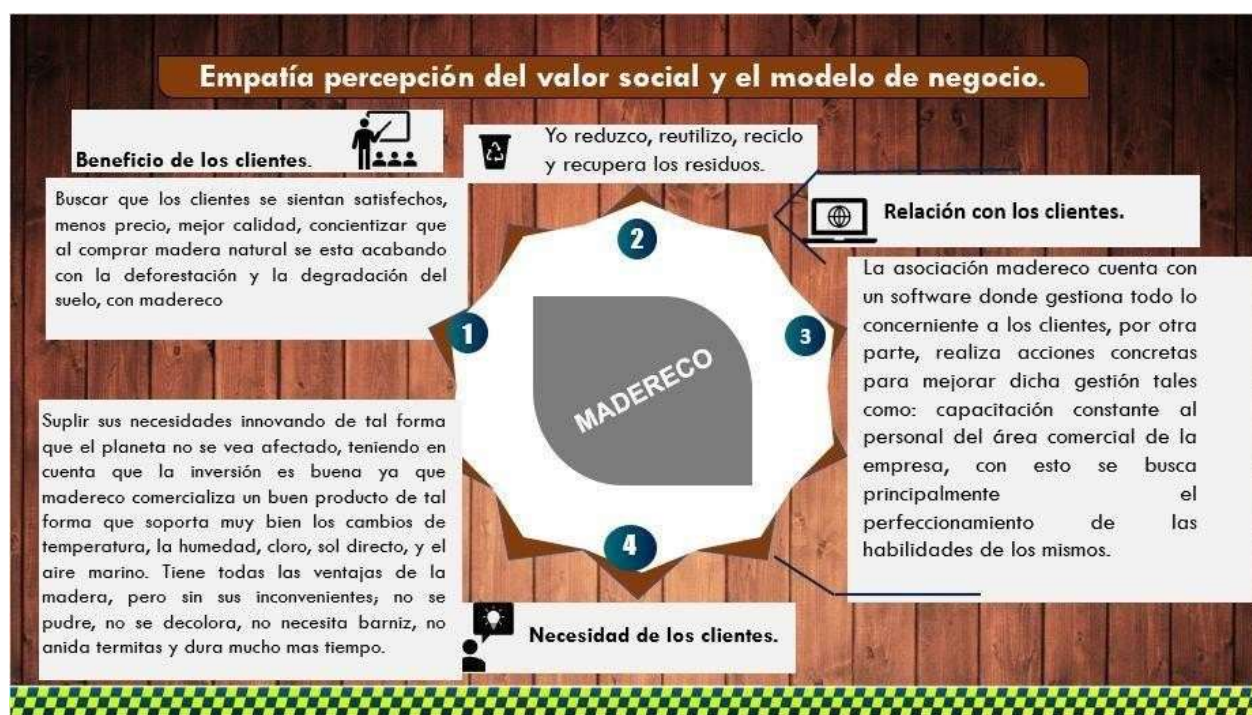 Empatía percepción del valor social y el modelo de negocio.
Beneficio de los clientes.
Buscar que los clientes se sientan satisfechos,
menos precio, mejor calidad, concientizar que
al comprar madera natural se esta acabando
con la deforestación y la degradación del
suelo, con madereco
1
Yo reduzco, reutilizo, reciclo
y recupera los residuos.
2
Relación con los clientes.
La asociación madereco cuenta con
un software donde gestiona todo lo
concerniente a los clientes, por otra
parte, realiza acciones concretas
para mejorar dicha gestión tales
como: capacitación constante al
personal del área comercial de la
empresa, con esto se busca
principalmente el
perfeccionamiento de las
habilidades de los mismos.
3
MADERECO
4
Necesidad de los clientes.
Suplir sus necesidades innovando de tal forma
que el planeta no se vea afectado, teniendo en
cuenta que la inversión es buena ya que
madereco comercializa un buen producto de tal
forma que soporta muy bien los cambios de
temperatura, la humedad, cloro, sol directo, y el
aire marino. Tiene todas las ventajas de la
madera, pero sin sus inconvenientes; no se
pudre, no se decolora, no necesita barniz, no
anida termitas y dura mucho mas tiempo.